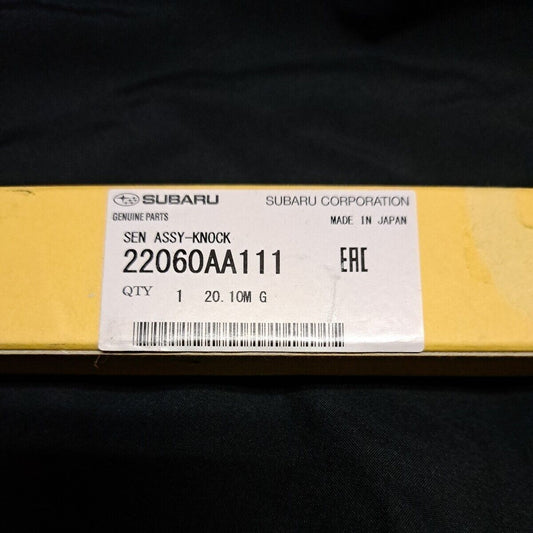 SUBARU SUBARU CORPORATION
GENUINE PARTS MADE IN JAPAN
SEN ASSY-KNOCK
22060AA111 EAC
QTY 1 20.10M G